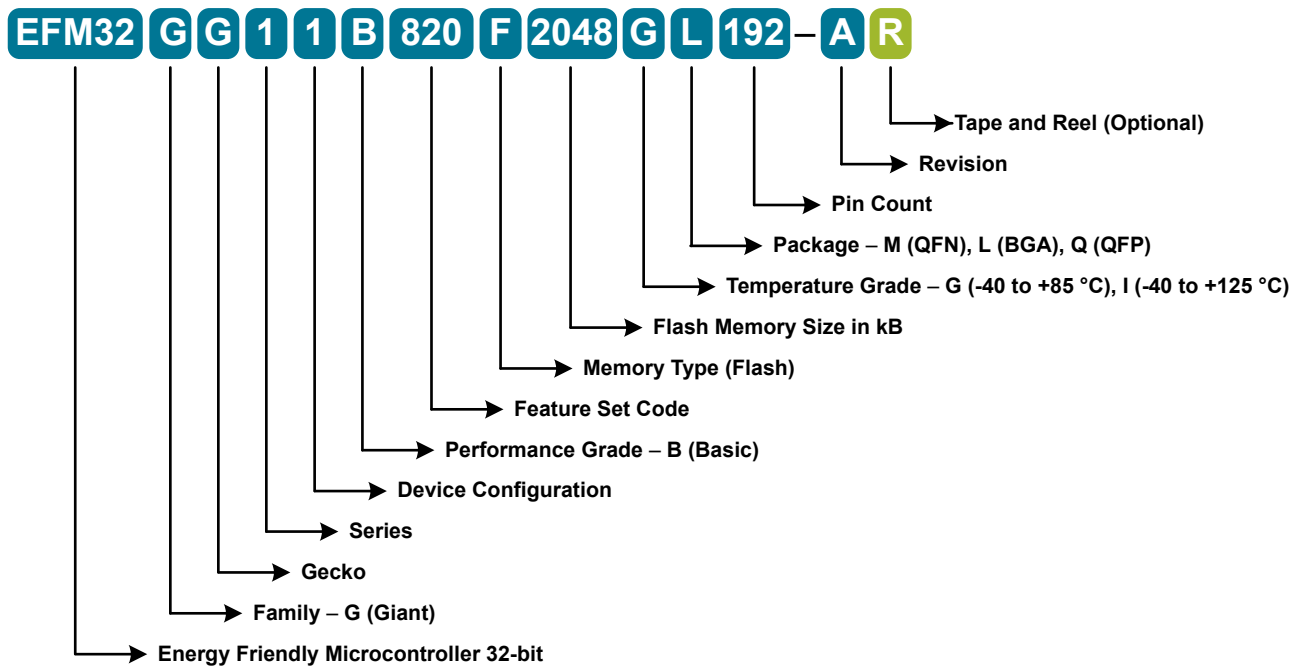 EFM32 G G 1 1 B 820 F 2048 G L 192 – A R
Tape and Reel (Optional)
Revision
Pin Count
Package – M (QFN), L (BGA), Q (QFP)
Temperature Grade – G (-40 to +85 °C), I (-40 to +125 °C)
Flash Memory Size in kB
Memory Type (Flash)
Feature Set Code
Performance Grade – B (Basic)
Device Configuration
Series
Gecko
Family – G (Giant)
Energy Friendly Microcontroller 32-bit